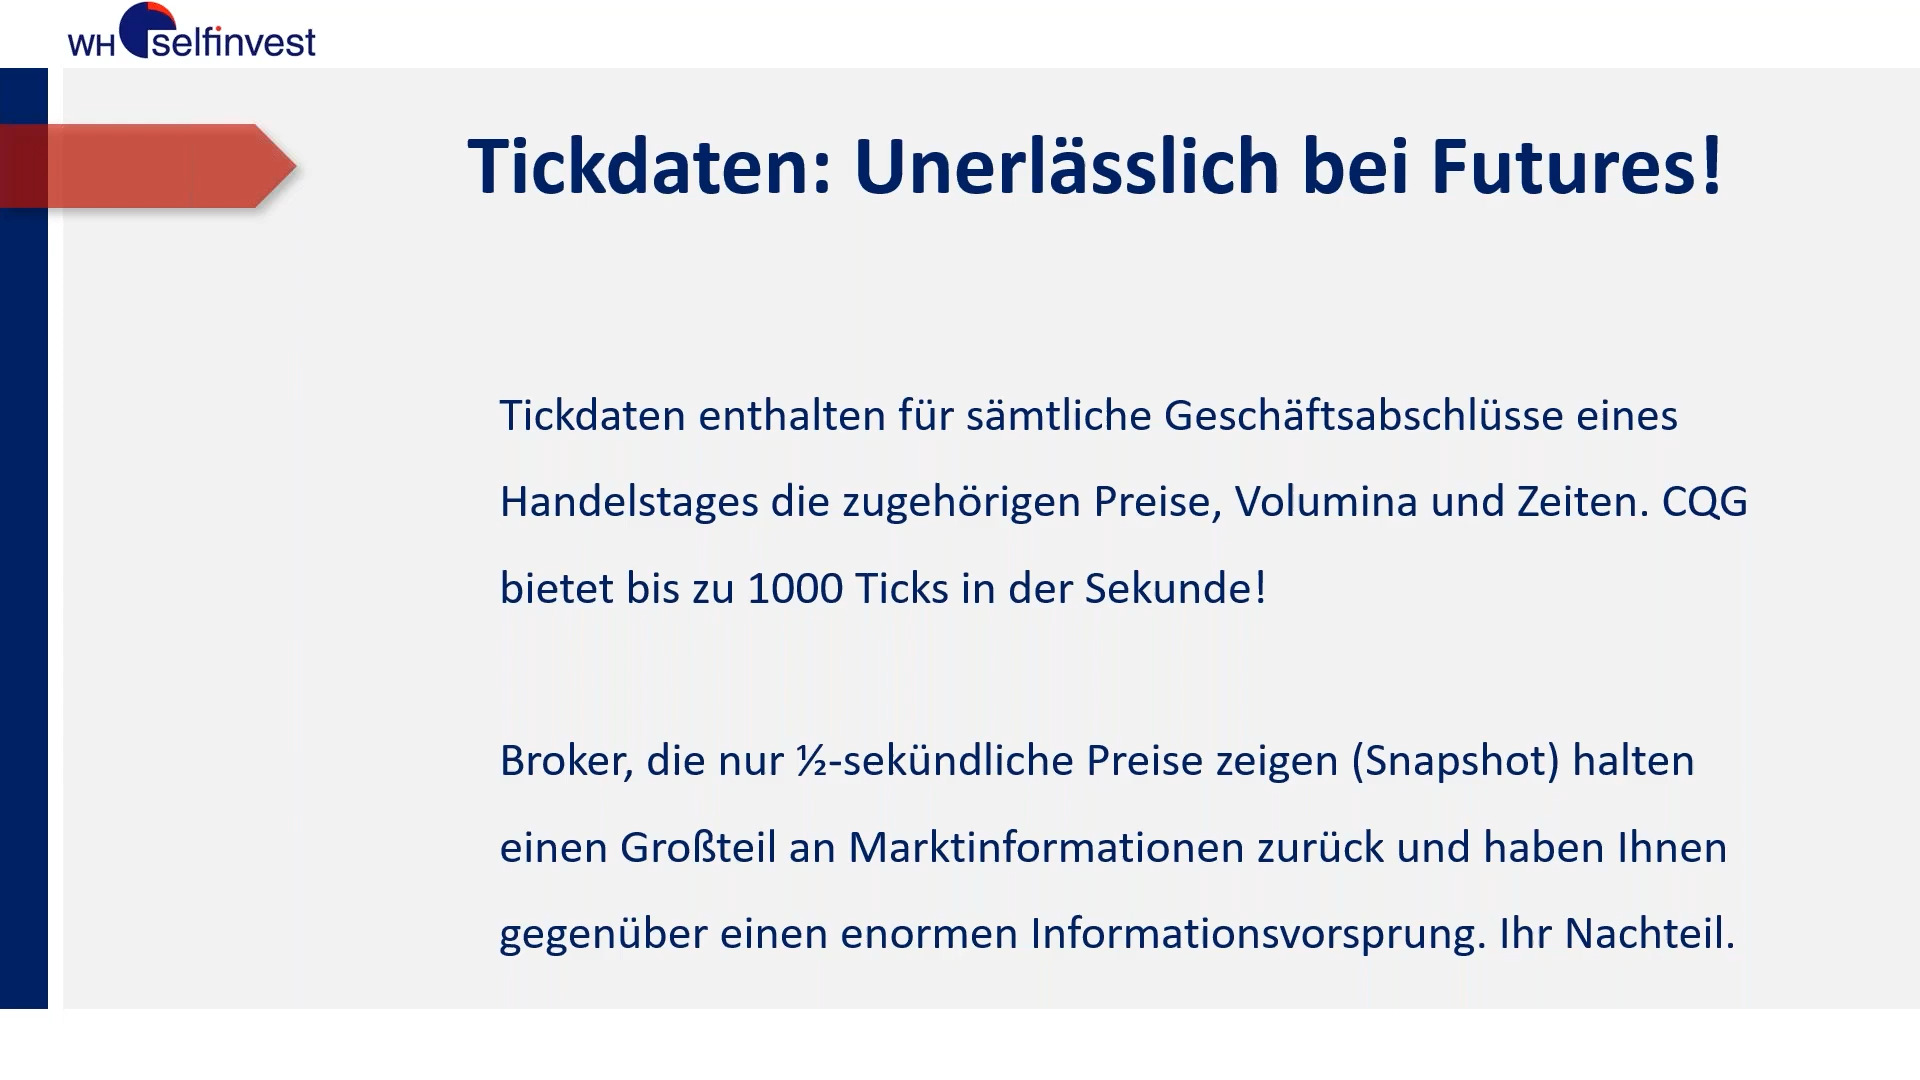 WH selfinvest
Tickdaten: Unerlässlich bei Futures!
Tickdaten enthalten für sämtliche Geschäftsabschlüsse eines
Handelstages die zugehörigen Preise, Volumina und Zeiten. CQG
bietet bis zu 1000 Ticks in der Sekunde!
Broker, die nur ½-sekündliche Preise zeigen (Snapshot) halten
einen Großteil an Marktinformationen zurück und haben Ihnen
gegenüber einen enormen Informationsvorsprung. Ihr Nachteil.